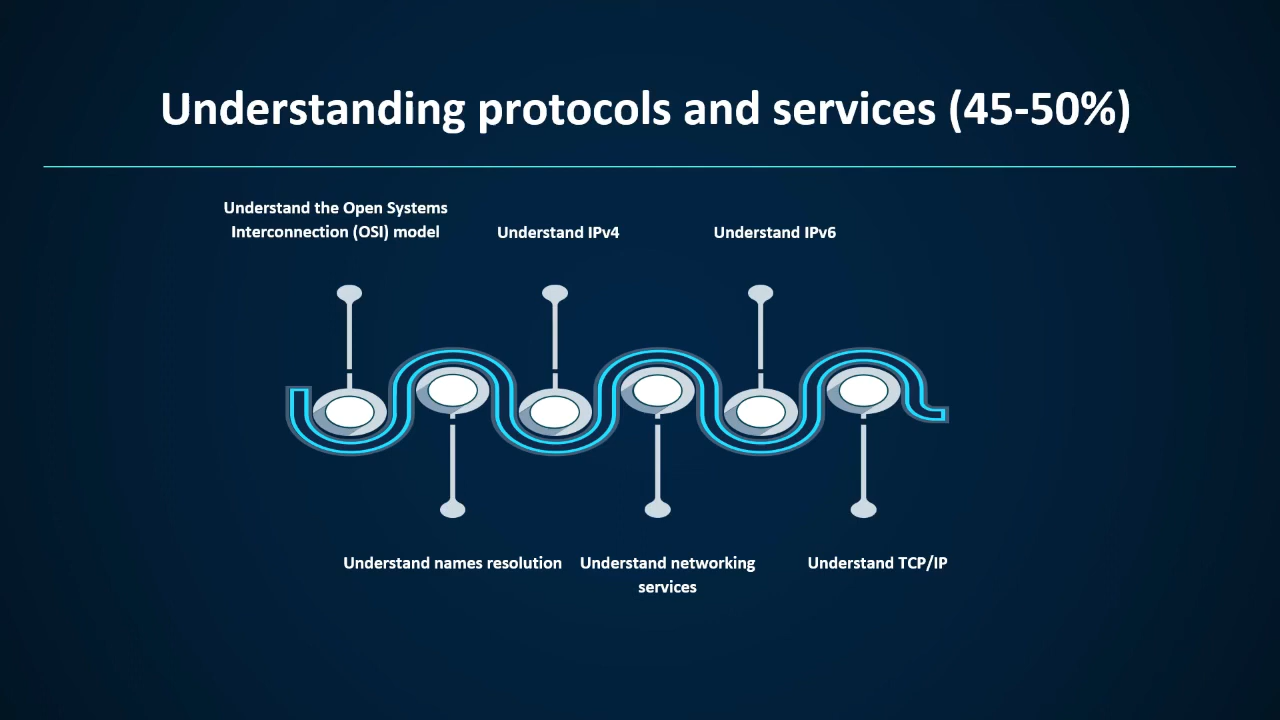 Understanding protocols and services (45-50%)
Understand the Open Systems
Interconnection (OSI) model
Understand IPv4
Understand IPv6
Understand names resolution
Understand networking
services
Understand TCP/IP